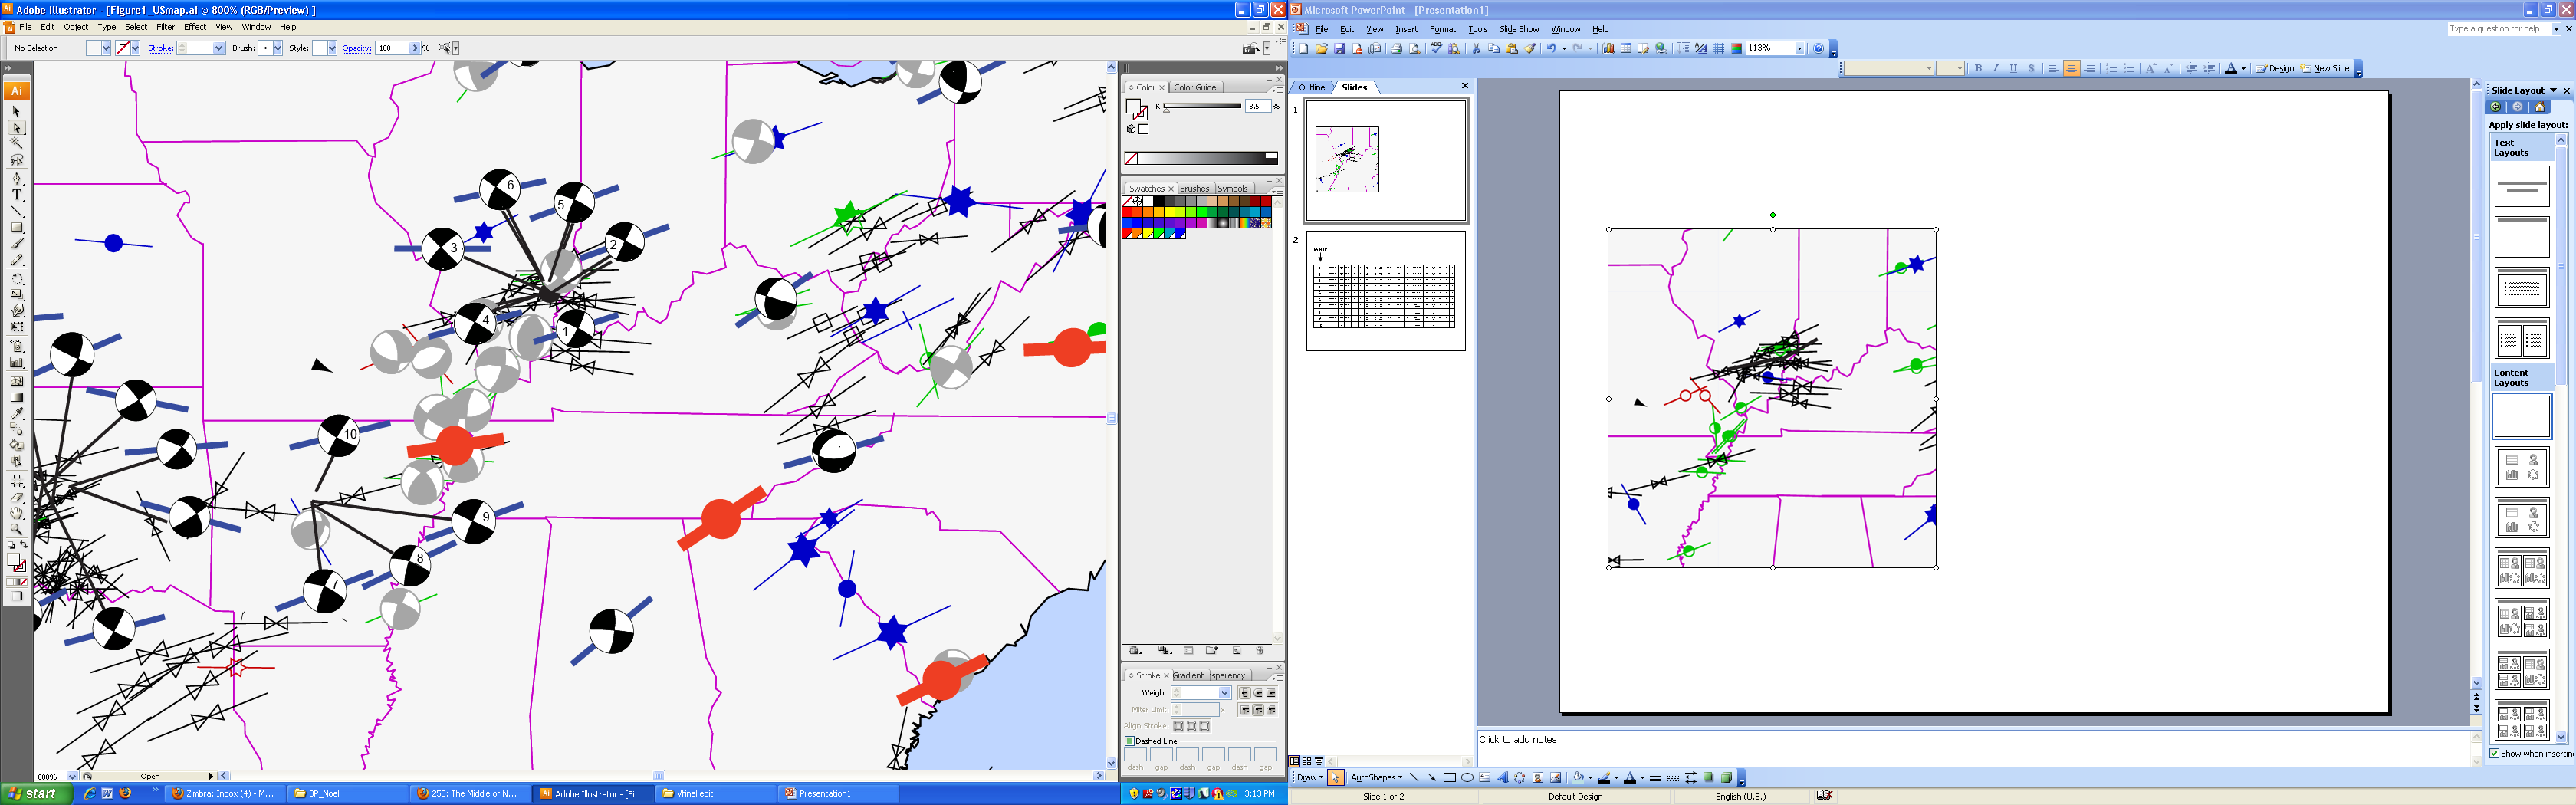 Adobe Illustrator - [Figure1_USmap.ai @ 800% (RGB/Preview) ]
File Edit Object Type Select Filter Effect View Window Help
No Selection Stroke: Brush: Style: Opacity: 100 %
Ai
6
5
3
2
4
1
10
9
8
7
800% Open
Color Color Guide
K 3.5 %
Swatches Brushes Symbols
Stroke Gradient
Weight:
Miter Limit: x
Align Stroke:
Dashed Line
dash gap dash gap dash gap
Microsoft PowerPoint - [Presentation1]
File Edit View Insert Format Tools Slide Show Window Help
Type a question for help
113%
B I U S A Design New Slide
Outline Slides
1
2
Slide Layout
Apply slide layout:
Text Layouts
Content Layouts
Show when insertin
Click to add notes
Draw AutoShapes
Slide 1 of 2 Default Design English (U.S.)
start Zimbra: Inbox (4) - M... BP_Noel 253: The Middle of N... Adobe Illustrator - [Fi... Vfinal edit Presentation1 3:13 PM